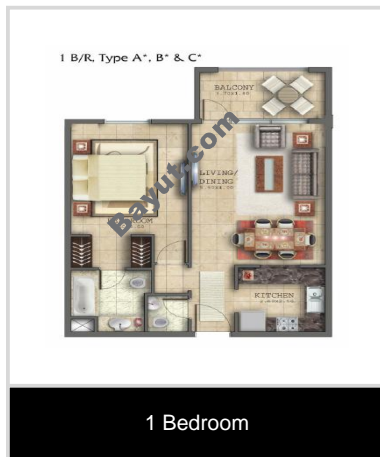 1 B/R, Type A*, B* & C*
BALCONY
Bayut.com
LIVING/
DINING
KITCHEN
1 Bedroom